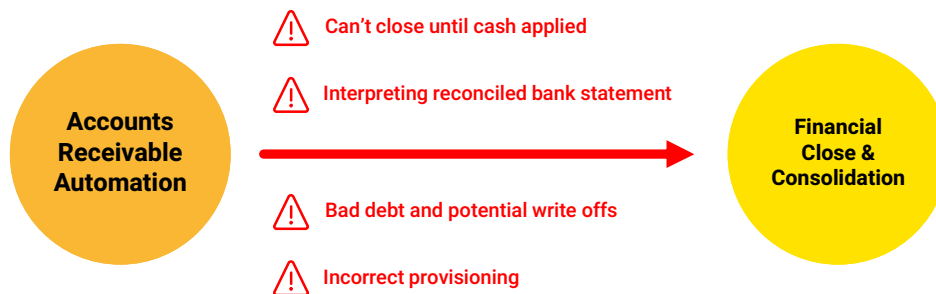 Can’t close until cash applied
Interpreting reconciled bank statement
Accounts
Receivable
Automation
Financial
Close &
Consolidation
Bad debt and potential write offs
Incorrect provisioning